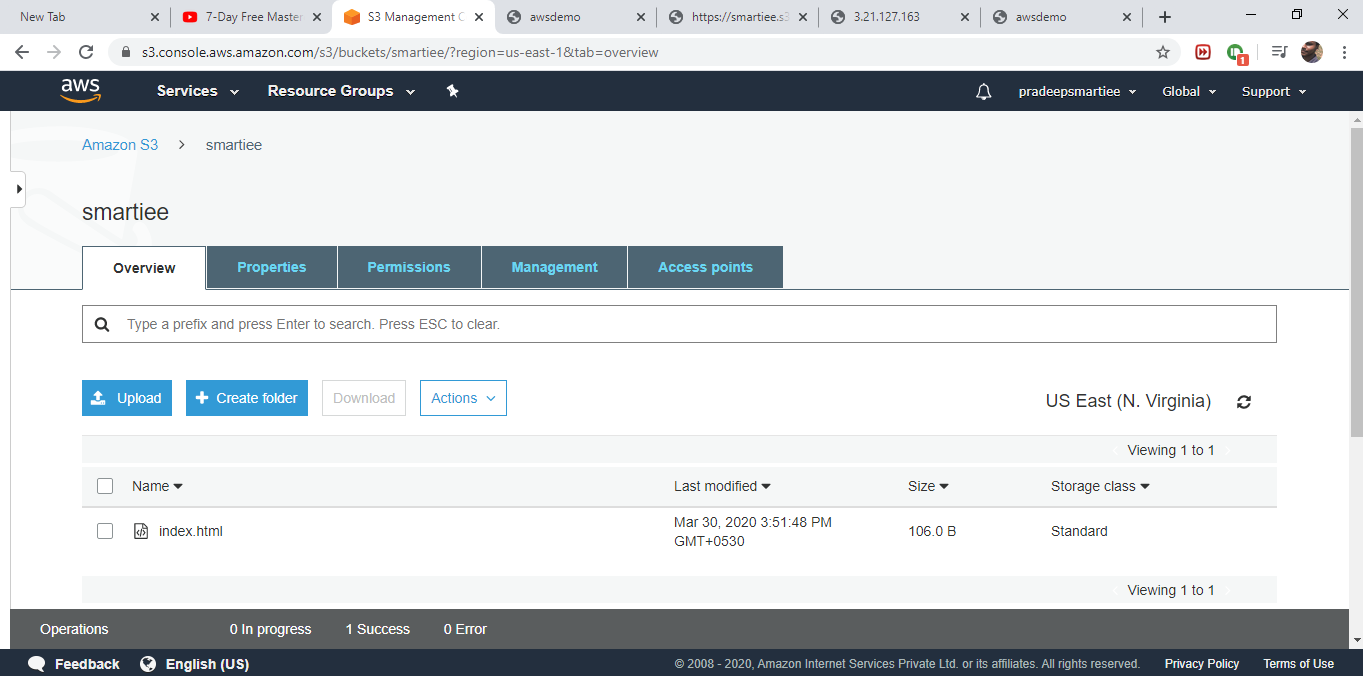 New Tab
7-Day Free Master
S3 Management C
awsdemo
https://smartiee.s3
3.21.127.163
awsdemo
s3.console.aws.amazon.com/s3/buckets/smartiee/?region=us-east-1&tab=overview
1
aws
Services
Resource Groups
pradeepsmartiee
Global
Support
Amazon S3 > smartiee
smartiee
Overview
Properties
Permissions
Management
Access points
Type a prefix and press Enter to search. Press ESC to clear.
Upload
Create folder
Download
Actions
US East (N. Virginia)
Viewing 1 to 1
Name
Last modified
Size
Storage class
index.html
Mar 30, 2020 3:51:48 PM
GMT+0530
106.0 B
Standard
Viewing 1 to 1
Operations
0 In progress
1 Success
0 Error
Feedback
English (US)
© 2008 - 2020, Amazon Internet Services Private Ltd. or its affiliates. All rights reserved.
Privacy Policy
Terms of Use